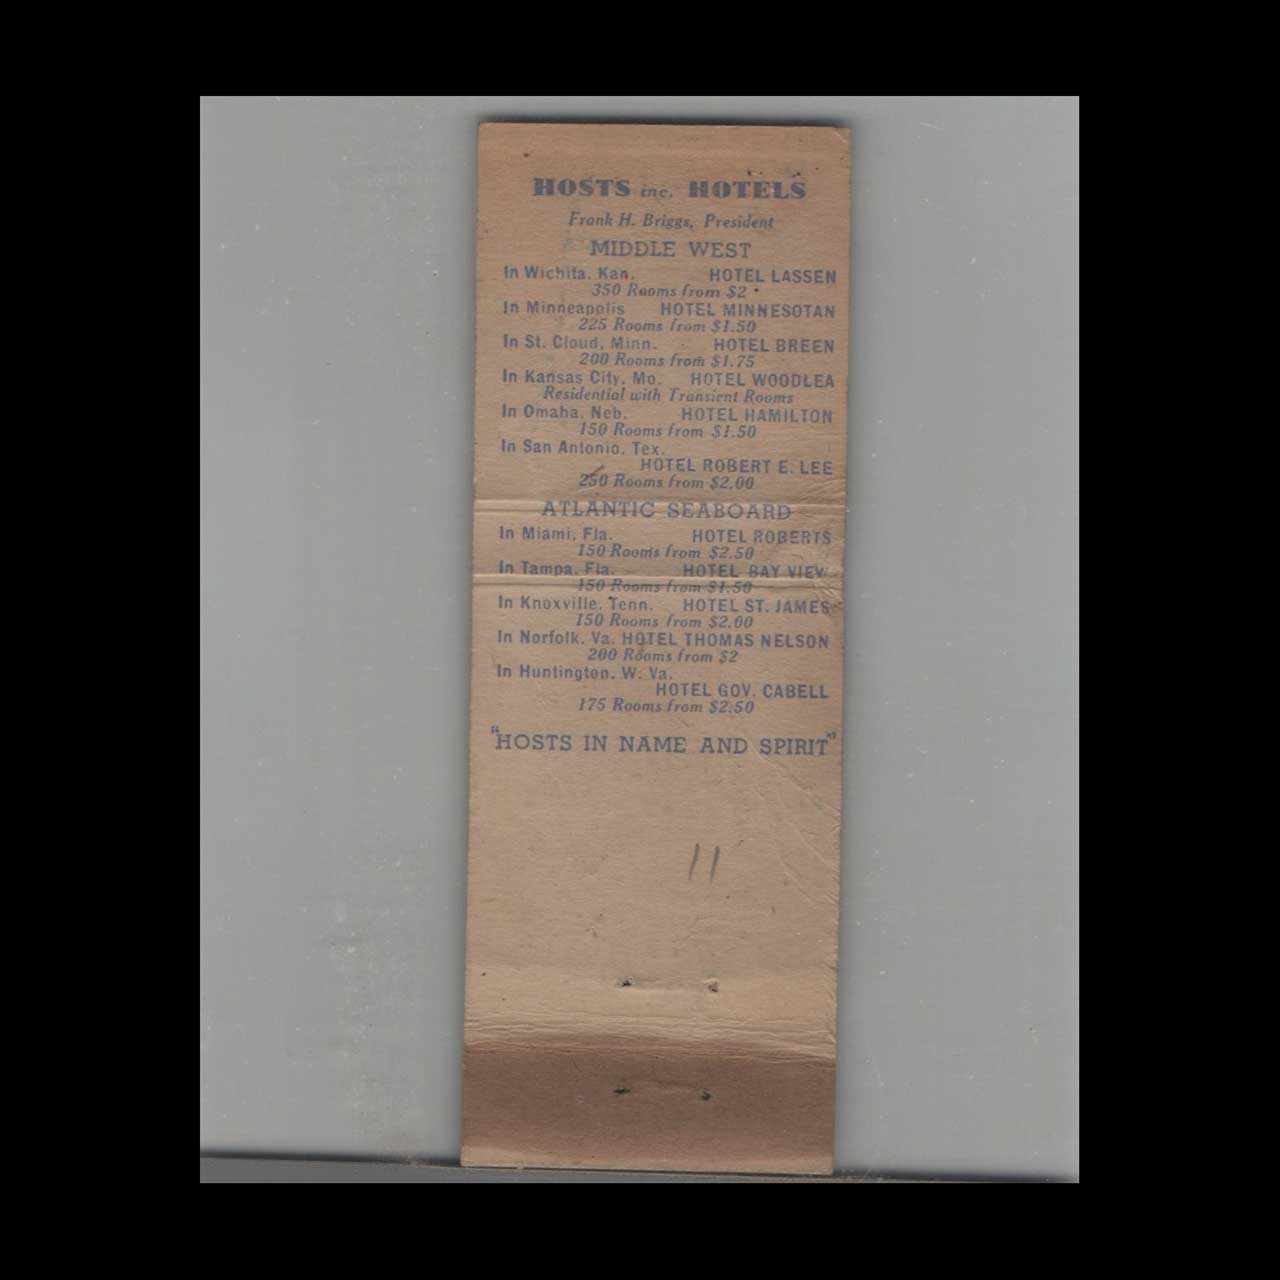 HOSTS inc. HOTELS
Frank H. Briggs, President
MIDDLE WEST
In Wichita, Kan. HOTEL LASSEN
350 Rooms from $2
In Minneapolis HOTEL MINNESOTAN
225 Rooms from $1.50
In St. Cloud, Minn. HOTEL BREEN
200 Rooms from $1.75
In Kansas City, Mo. HOTEL WOODLEA
Residential with Transient Rooms
In Omaha, Neb. HOTEL HAMILTON
150 Rooms from $1.50
In San Antonio, Tex.
HOTEL ROBERT E. LEE
250 Rooms from $2.00
ATLANTIC SEABOARD
In Miami, Fla. HOTEL ROBERTS
150 Rooms from $2.50
In Tampa, Fla. HOTEL BAY VIEW
150 Rooms from $1.50
In Knoxville, Tenn. HOTEL ST. JAMES
150 Rooms from $2.00
In Norfolk, Va. HOTEL THOMAS NELSON
200 Rooms from $2
In Huntington, W. Va.
HOTEL GOV. CABELL
175 Rooms from $2.50
"HOSTS IN NAME AND SPIRIT"
11